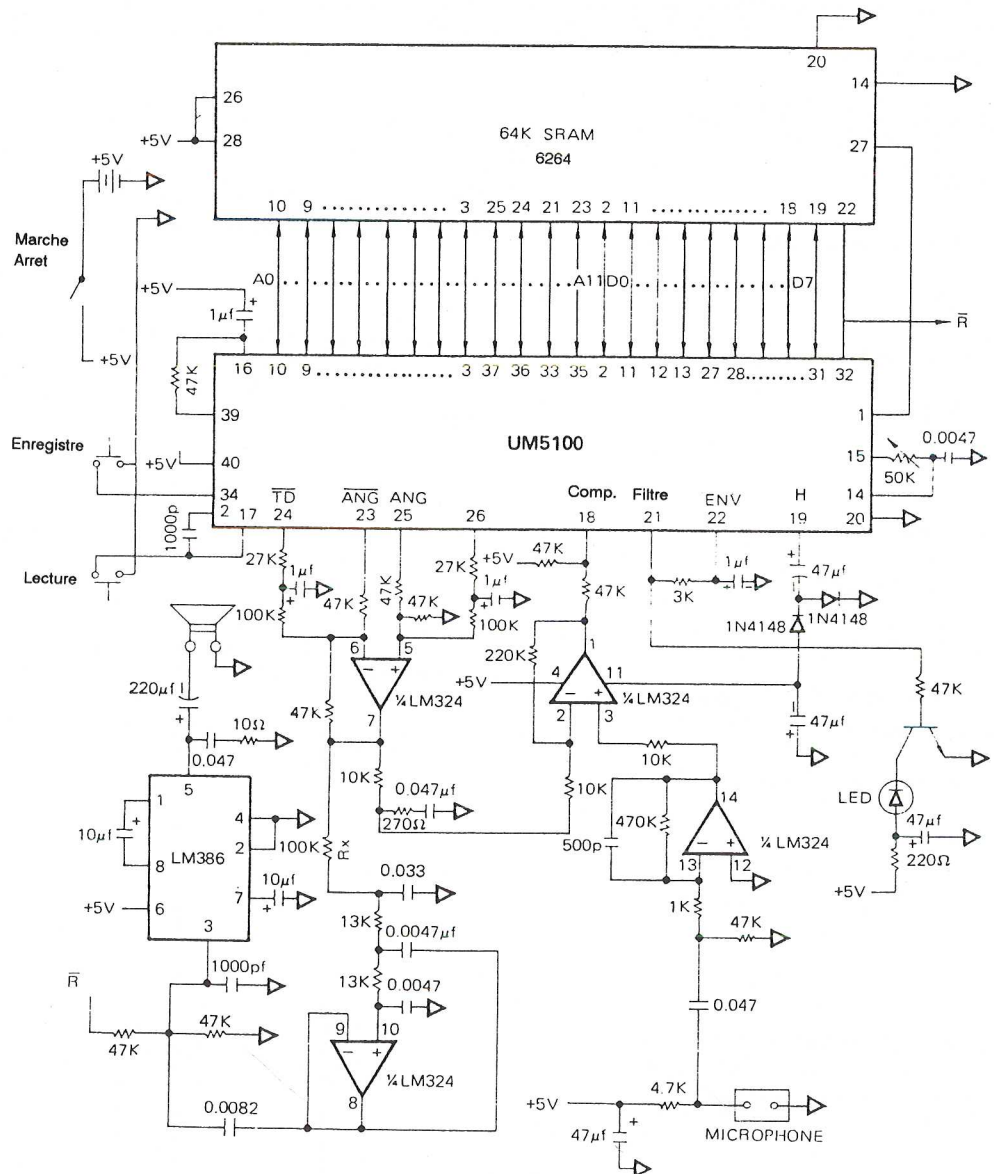 20
26
14
+5V
28
64K SRAM
6264
27
+5V
10 9 .................... 3 25 24 21 23 2 11 .................... 18 19 22
Marche
Arret
A0 .................... A11 D0 .................... D7
+5V
+
1µf
R̅
+5V
47K
16 10 9 .................... 3 37 36 33 35 2 11 12 13 27 28 ......... 31 32
39
1
UM5100
Enregistre
+5V
40
15
0.0047
50K
34
14
2
17
T̅D̅
24
A̅N̅G̅
23
ANG
25
26
Comp.
18
Filtre
21
ENV
22
H
19
20
1000p
Lecture
27K
1µf
+
100K
47K
47K
47K
27K
1µf
+
100K
+5V
47K
47K
3K
1µf
+
+
47µf
1N4148
1N4148
6
5
− +
7
¼ LM324
220K
+5V
4
1
11
− +
2
3
¼ LM324
47K
220µf
+
10Ω
0.047
47K
10K
0.047µf
270Ω
10K
10K
47µf
+
LED
47µf
+
220Ω
+5V
5
1
+
10µf
8
LM386
4
2
7
10µf
+
+5V
6
3
100K
Rx
0.033
500p
470K
14
− +
13
12
¼ LM324
1K
47K
13K
0.0047µf
13K
0.0047
1000pf
0.047
R̅
47K
47K
9
10
− +
8
¼ LM324
0.0082
+5V
4.7K
+
47µf
MICROPHONE